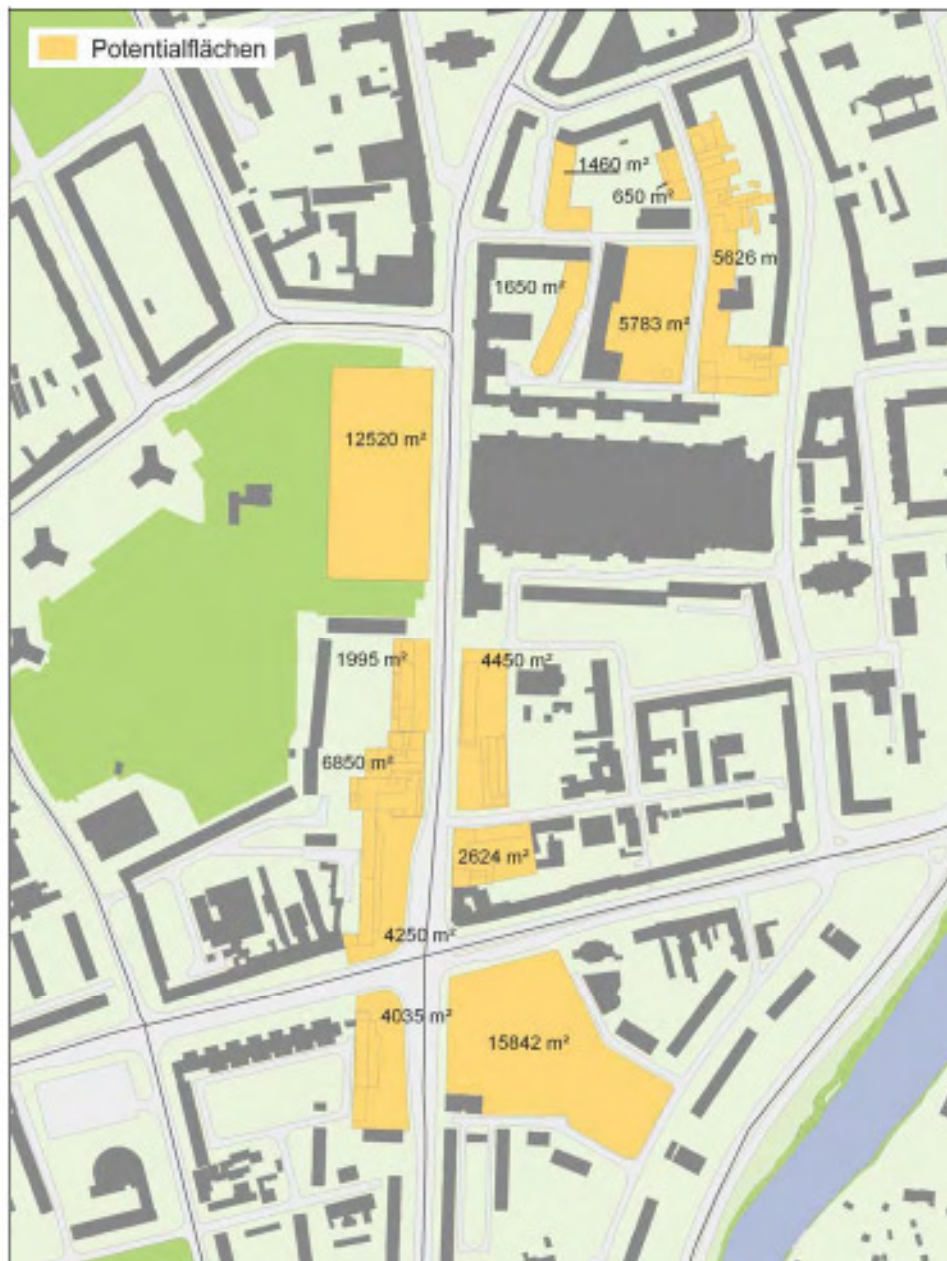 Potentialflächen
1460 m²
650 m²
5626 m
1650 m²
5783 m²
12520 m²
1995 m²
4450 m²
6850 m²
2624 m²
4250 m²
4035 m²
15842 m²